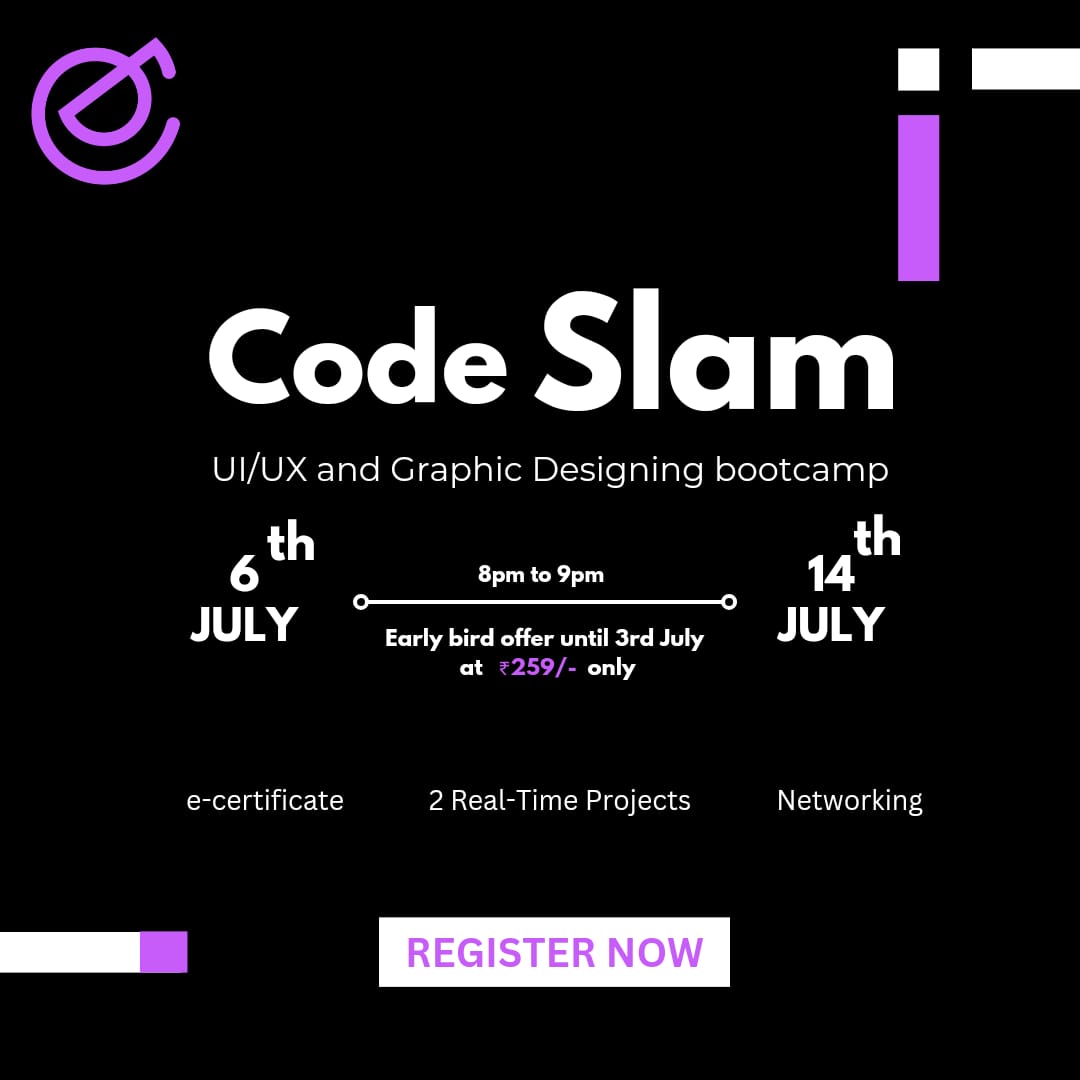 Code Slam
UI/UX and Graphic Designing bootcamp
6th
JULY
8pm to 9pm
Early bird offer until 3rd July
at ₹259/- only
14th
JULY
e-certificate
2 Real-Time Projects
Networking
REGISTER NOW